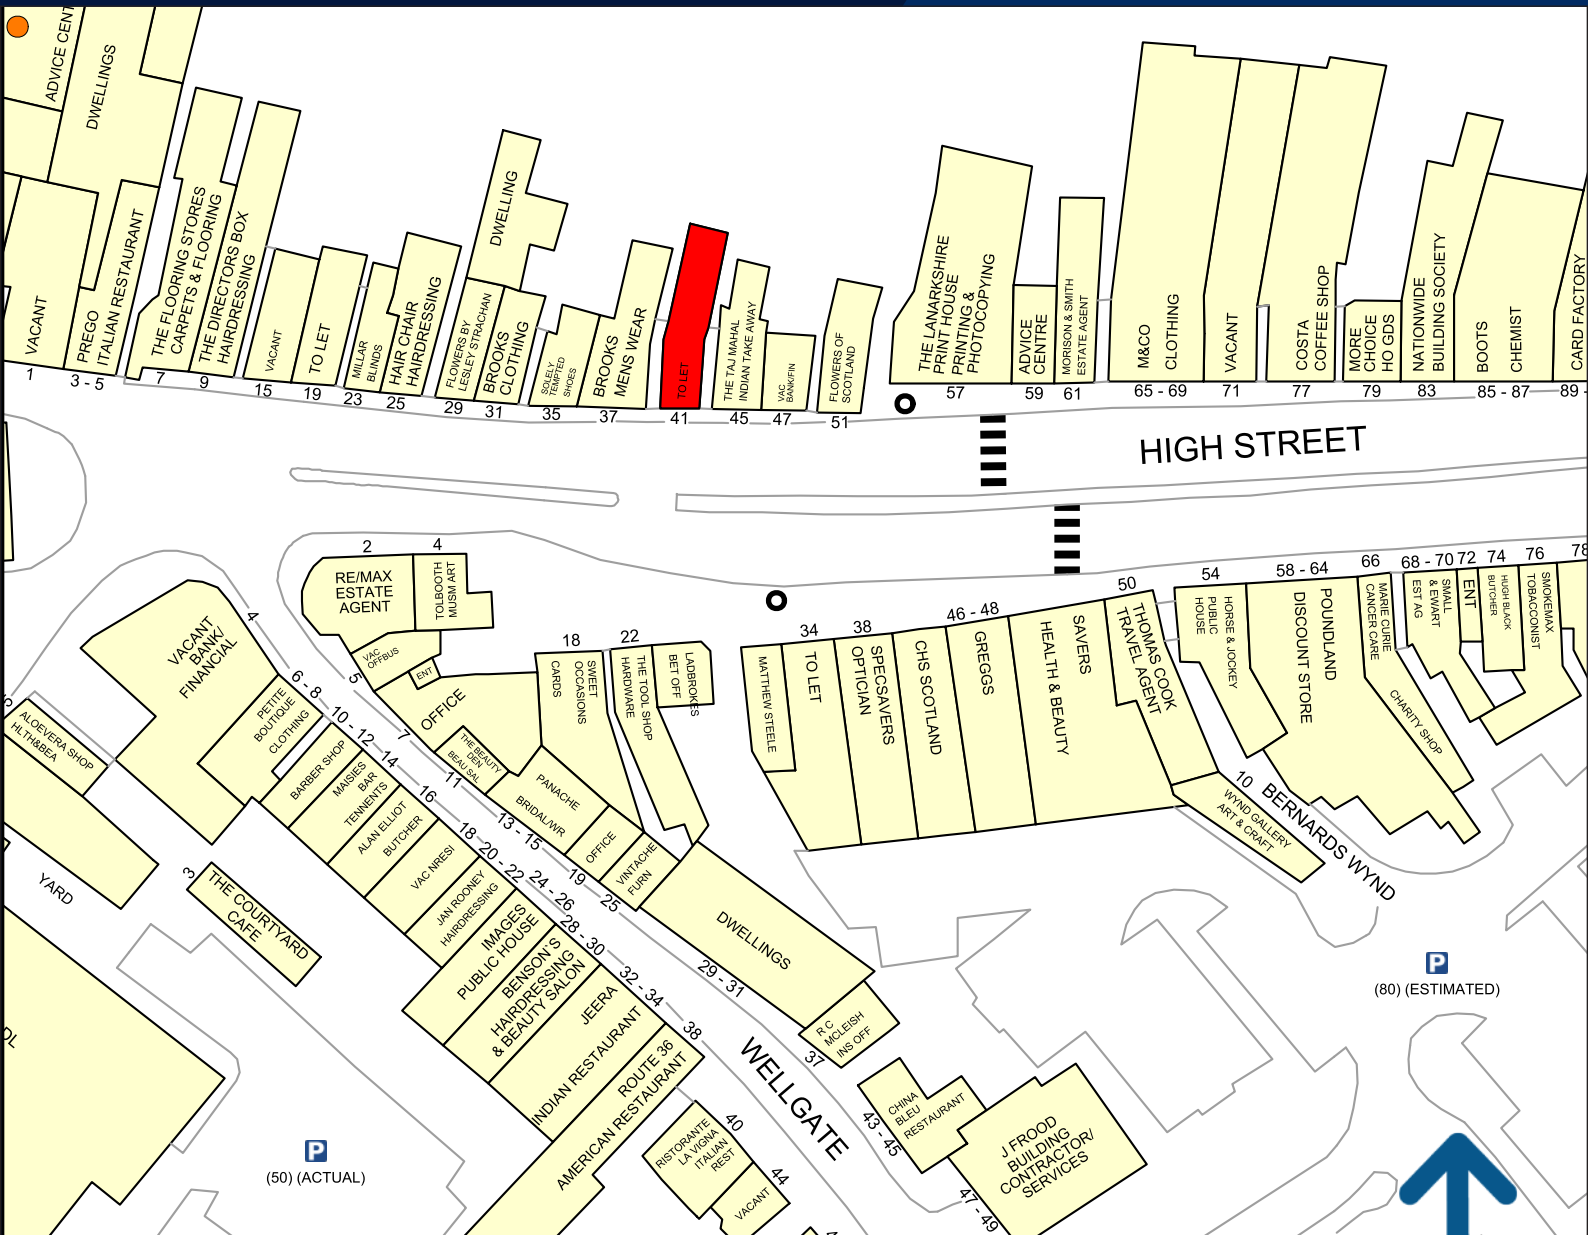 ADVICE CENT
DWELLINGS
VACANT
1
PREGO
ITALIAN RESTAURANT
3 - 5
THE FLOORING STORES
CARPETS & FLOORING
7
THE DIRECTORS BOX
HAIRDRESSING
9
VACANT
15
TO LET
19
MILLAR
BLINDS
23
HAIR CHAIR
HAIRDRESSING
25
DWELLING
FLOWERS BY
LESLEY STRACHAN
29
BROOKS
CLOTHING
31
SOLELY
TEMPTED
SHOES
35
BROOKS
MENS WEAR
37
TO LET
41
THE TAJ MAHAL
INDIAN TAKE AWAY
45
VAC
BANK/FIN
47
FLOWERS OF
SCOTLAND
51
THE LANARKSHIRE
PRINT HOUSE
PRINTING &
PHOTOCOPYING
57
ADVICE
CENTRE
59
MORISON & SMITH
ESTATE AGENT
61
M&CO
CLOTHING
65 - 69
VACANT
71
COSTA
COFFEE SHOP
77
MORE
CHOICE
HO GDS
79
NATIONWIDE
BUILDING SOCIETY
83
BOOTS
CHEMIST
85 - 87
CARD FACTORY
89 -
HIGH STREET
2
RE/MAX
ESTATE
AGENT
4
TOLBOOTH
MUSM ART
VAC
OFFBUS
ENT
5
OFFICE
7
THE BEAUTY
DEN
BEAU SAL
11
18
SWEET
OCCASIONS
CARDS
22
THE TOOL SHOP
HARDWARE
LADBROKES
BET OFF
MATTHEW STEELE
34
TO LET
38
SPECSAVERS
OPTICIAN
CHS SCOTLAND
46 - 48
GREGGS
SAVERS
HEALTH & BEAUTY
50
THOMAS COOK
TRAVEL AGENT
54
HORSE & JOCKEY
PUBLIC
HOUSE
58 - 64
POUNDLAND
DISCOUNT STORE
66
MARIE CURIE
CANCER CARE
CHARITY SHOP
68 - 70
SMALL
& EWART
EST AG
72
ENT
74
HUGH BLACK
BUTCHER
76
SMOKEMAX
TOBACCONIST
78
10
WYND GALLERY
ART & CRAFT
BERNARDS WYND
4
VACANT
BANK/
FINANCIAL
6 - 8
PETITE
BOUTIQUE
CLOTHING
10 - 12
BARBER SHOP
14
MAISIES
BAR
TENNENTS
16
ALAN ELLIOT
BUTCHER
18
VAC NRESI
20 - 22
JAN ROONEY
HAIRDRESSING
24 - 26
IMAGES
PUBLIC HOUSE
28 - 30
BENSON'S
HAIRDRESSING
& BEAUTY SALON
32 - 34
JEERA
INDIAN RESTAURANT
38
ROUTE 36
AMERICAN RESTAURANT
40
RISTORANTE
LA VIGNA
ITALIAN
REST
44
VACANT
PANACHE
BRIDAL/WR
13 - 15
OFFICE
19
VINTACHE
FURN
25
DWELLINGS
29 - 31
R C
MCLEISH
INS OFF
37
WELLGATE
CHINA
BLEU
RESTAURANT
43 - 45
J FROOD
BUILDING
CONTRACTOR/
SERVICES
47 - 49
ALOEVERA SHOP
HLTH&BEA
YARD
3
THE COURTYARD
CAFE
P
(50) (ACTUAL)
P
(80) (ESTIMATED)